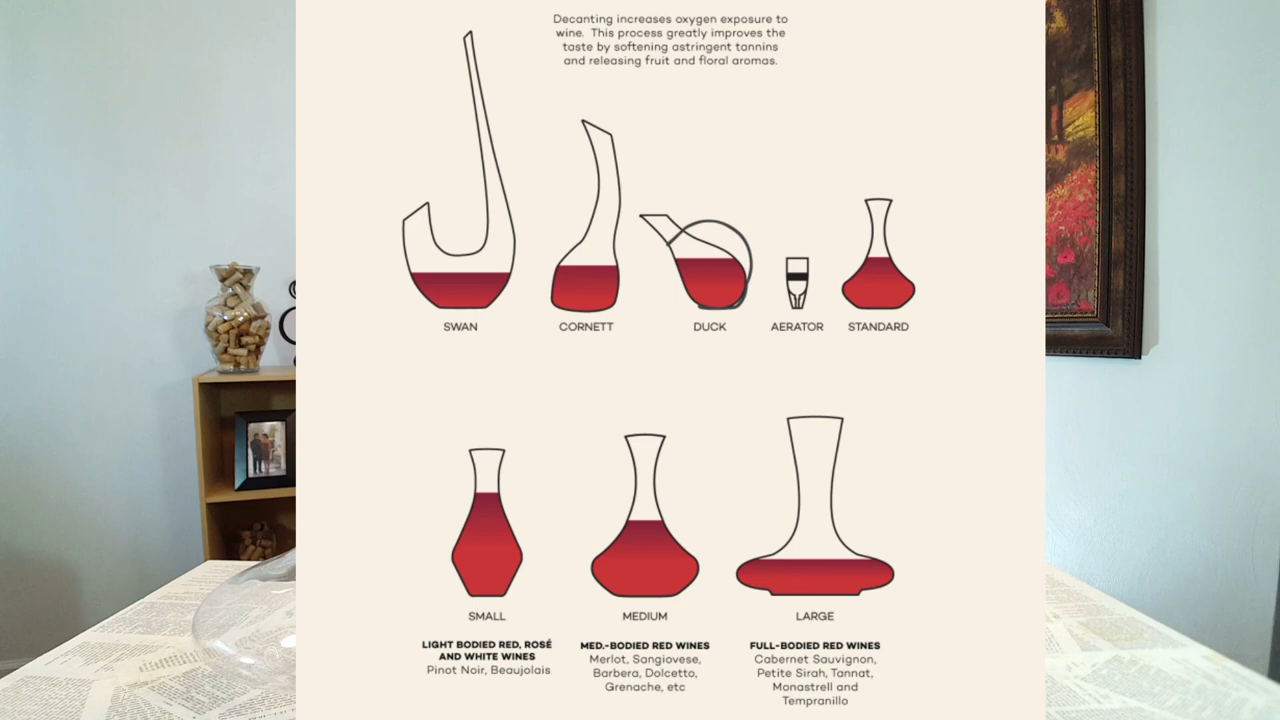 Decanting increases oxygen exposure to
wine. This process greatly improves the
taste by softening astringent tannins
and releasing fruit and floral aromas.
SWAN
CORNETT
DUCK
AERATOR
STANDARD
SMALL
MEDIUM
LARGE
LIGHT BODIED RED, ROSÉ
AND WHITE WINES
Pinot Noir, Beaujolais
MED.-BODIED RED WINES
Merlot, Sangiovese,
Barbera, Dolcetto,
Grenache, etc
FULL-BODIED RED WINES
Cabernet Sauvignon,
Petite Sirah, Tannat,
Monastrell and
Tempranillo